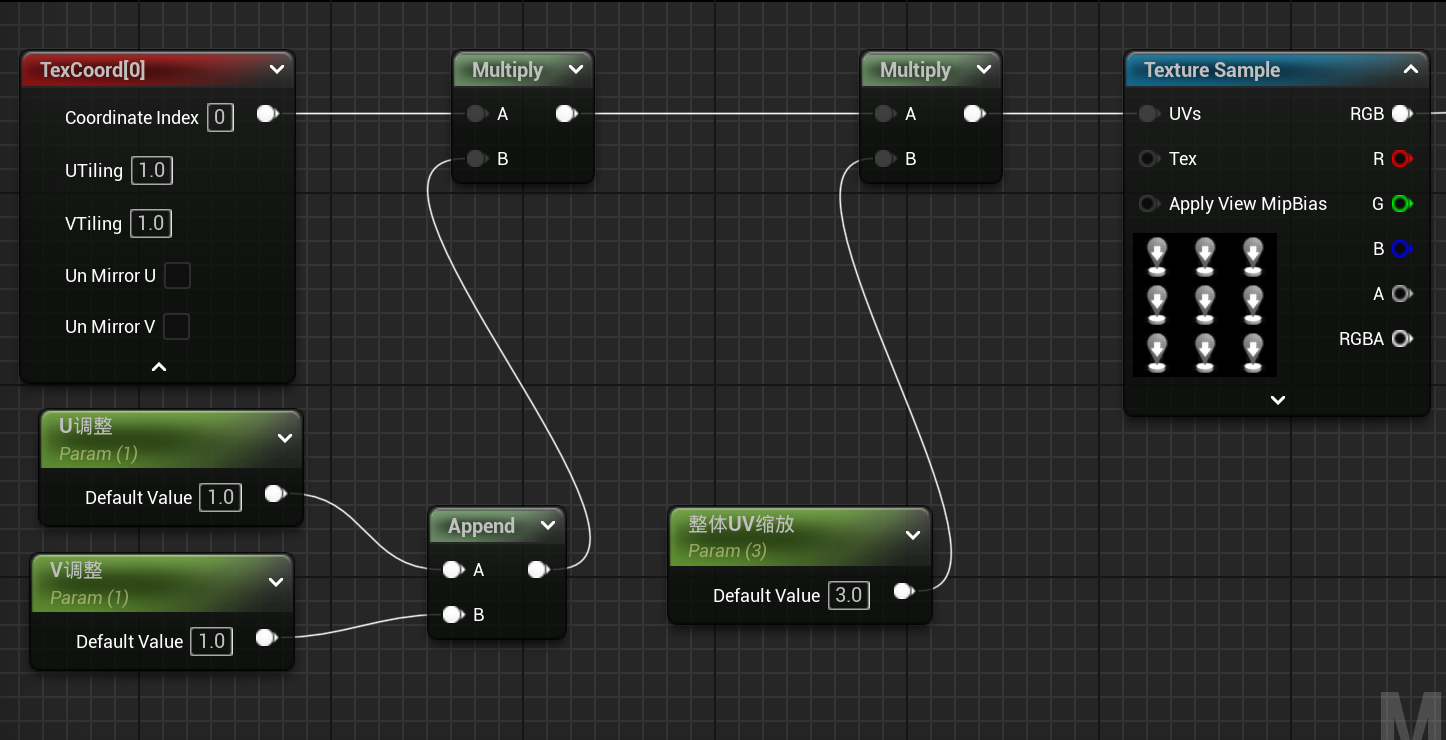 TexCoord[0]
Coordinate Index 0
UTiling 1.0
VTiling 1.0
Un Mirror U
Un Mirror V
Multiply
A
B
Multiply
A
B
Texture Sample
UVs RGB
Tex R
Apply View MipBias G
B
A
RGBA
U调整
Param (1)
Default Value 1.0
V调整
Param (1)
Default Value 1.0
Append
A
B
整体UV缩放
Param (3)
Default Value 3.0
M